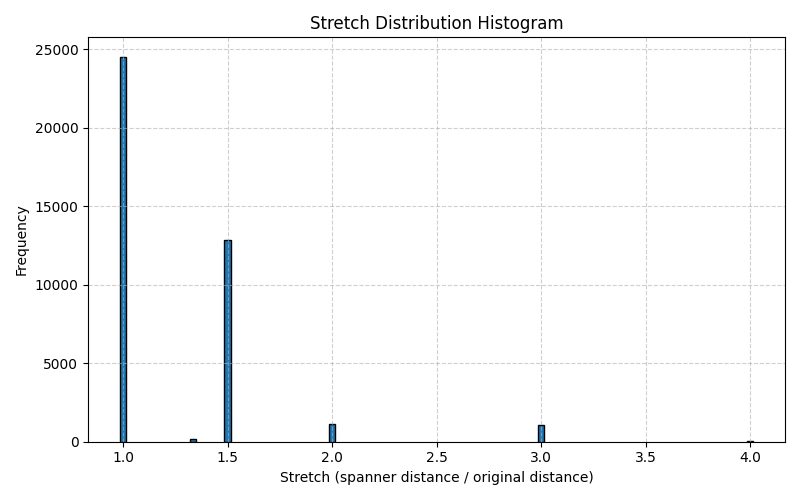 Stretch Distribution Histogram
25000
20000
15000
10000
5000
0
Frequency
1.0 1.5 2.0 2.5 3.0 3.5 4.0
Stretch (spanner distance / original distance)